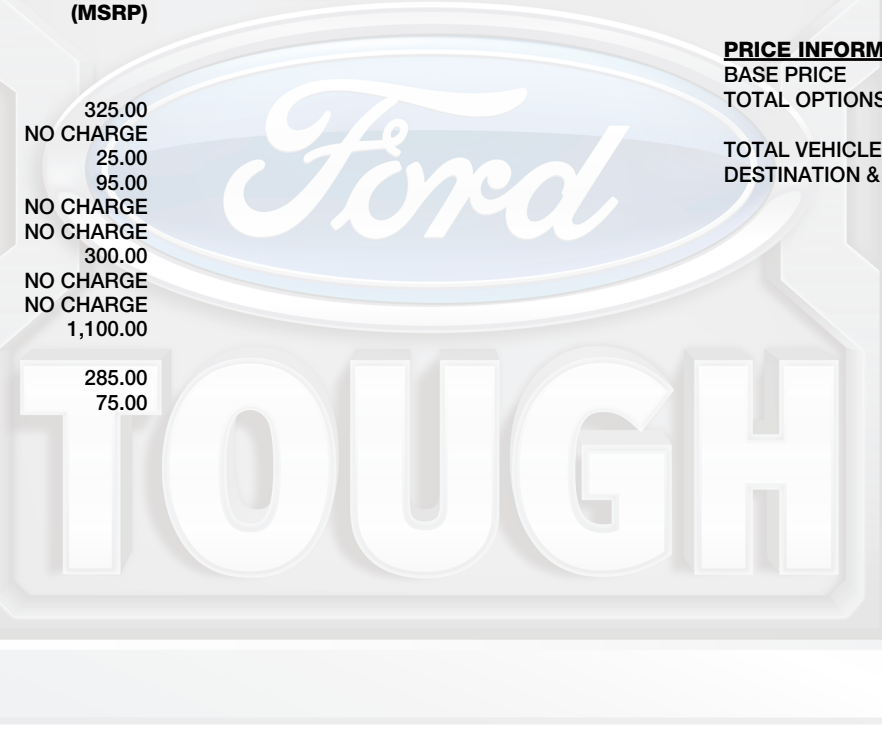 (MSRP)
325.00
NO CHARGE
25.00
95.00
NO CHARGE
NO CHARGE
300.00
NO CHARGE
NO CHARGE
1,100.00
285.00
75.00
PRICE INFORM
BASE PRICE
TOTAL OPTIONS
TOTAL VEHICLE
DESTINATION &
Ford
TOUGH